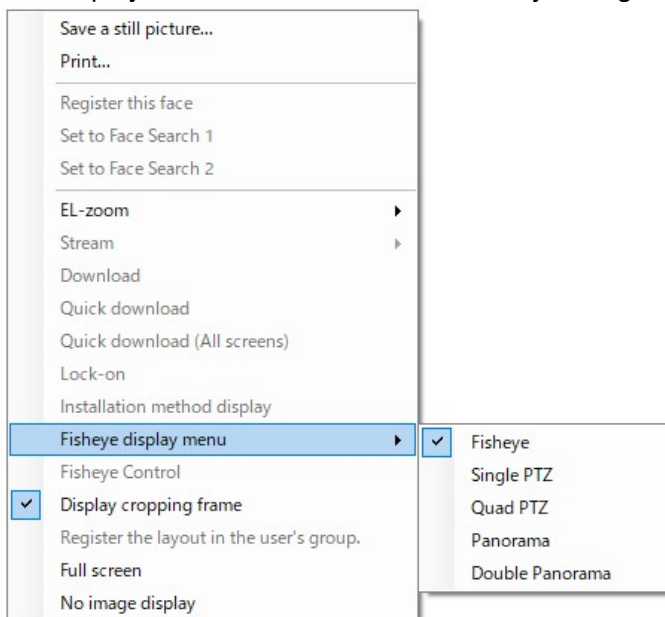 Save a still picture...
Print...
Register this face
Set to Face Search 1
Set to Face Search 2
EL-zoom
Stream
Download
Quick download
Quick download (All screens)
Lock-on
Installation method display
Fisheye display menu
Fisheye Control
Display cropping frame
Register the layout in the user's group.
Full screen
No image display
Fisheye
Single PTZ
Quad PTZ
Panorama
Double Panorama